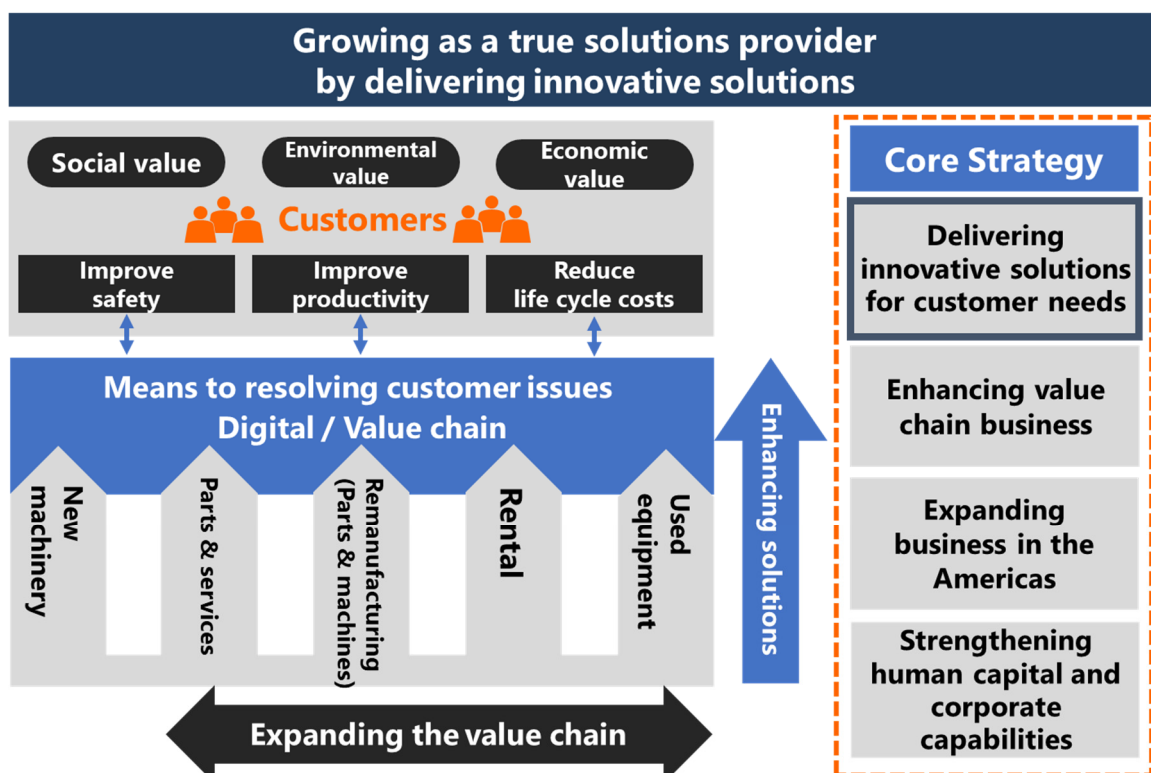 Growing as a true solutions provider
by delivering innovative solutions
Social value
Environmental
value
Economic
value
Customers
Improve
safety
Improve
productivity
Reduce
life cycle costs
Means to resolving customer issues
Digital / Value chain
New
machinery
Parts & services
Remanufacturing
(Parts & machines)
Rental
Used
equipment
Enhancing solutions
Expanding the value chain
Core Strategy
Delivering
innovative solutions
for customer needs
Enhancing value
chain business
Expanding
business in the
Americas
Strengthening
human capital and
corporate
capabilities